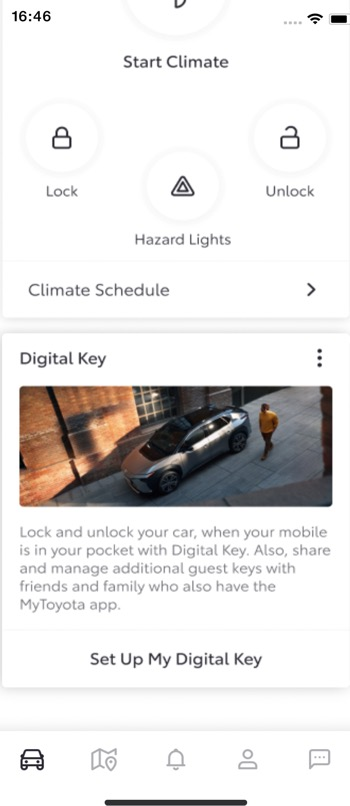 16:46
Start Climate
Lock
Unlock
Hazard Lights
Climate Schedule
Digital Key
Lock and unlock your car, when your mobile
is in your pocket with Digital Key. Also, share
and manage additional guest keys with
friends and family who also have the
MyToyota app.
Set Up My Digital Key